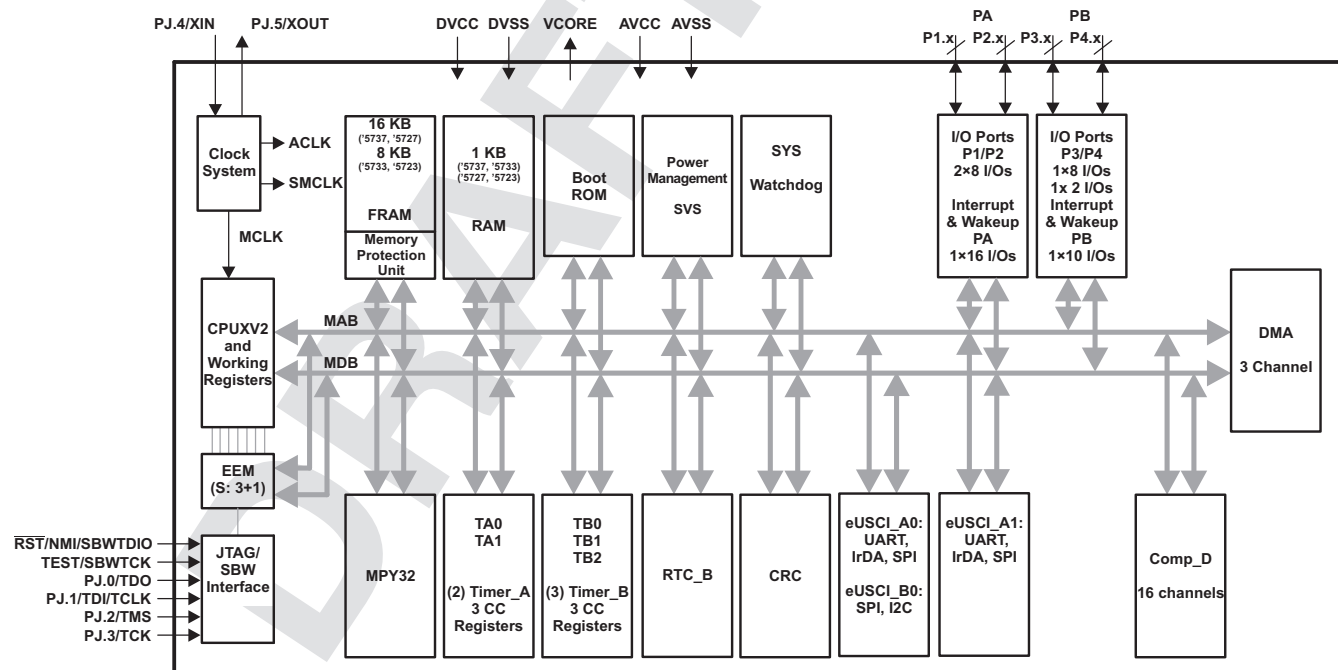 PJ.4/XIN
PJ.5/XOUT
DVCC
DVSS
VCORE
AVCC
AVSS
PA
PB
P1.x
P2.x
P3.x
P4.x
Clock
System
ACLK
SMCLK
MCLK
16 KB
('5737, '5727)
8 KB
('5733, '5723)
FRAM
Memory
Protection
Unit
1 KB
('5737, '5733)
('5727, '5723)
RAM
Boot
ROM
Power
Management
SVS
SYS
Watchdog
I/O Ports
P1/P2
2×8 I/Os
Interrupt
& Wakeup
PA
1×16 I/Os
I/O Ports
P3/P4
1×8 I/Os
1x 2 I/Os
Interrupt
& Wakeup
PB
1×10 I/Os
CPUXV2
and
Working
Registers
MAB
MDB
DMA
3 Channel
EEM
(S: 3+1)
RST/NMI/SBWTDIO
TEST/SBWTCK
PJ.0/TDO
PJ.1/TDI/TCLK
PJ.2/TMS
PJ.3/TCK
JTAG/
SBW
Interface
MPY32
TA0
TA1
(2) Timer_A
3 CC
Registers
TB0
TB1
TB2
(3) Timer_B
3 CC
Registers
RTC_B
CRC
eUSCI_A0:
UART,
IrDA, SPI
eUSCI_B0:
SPI, I2C
eUSCI_A1:
UART,
IrDA, SPI
Comp_D
16 channels
DRAFT